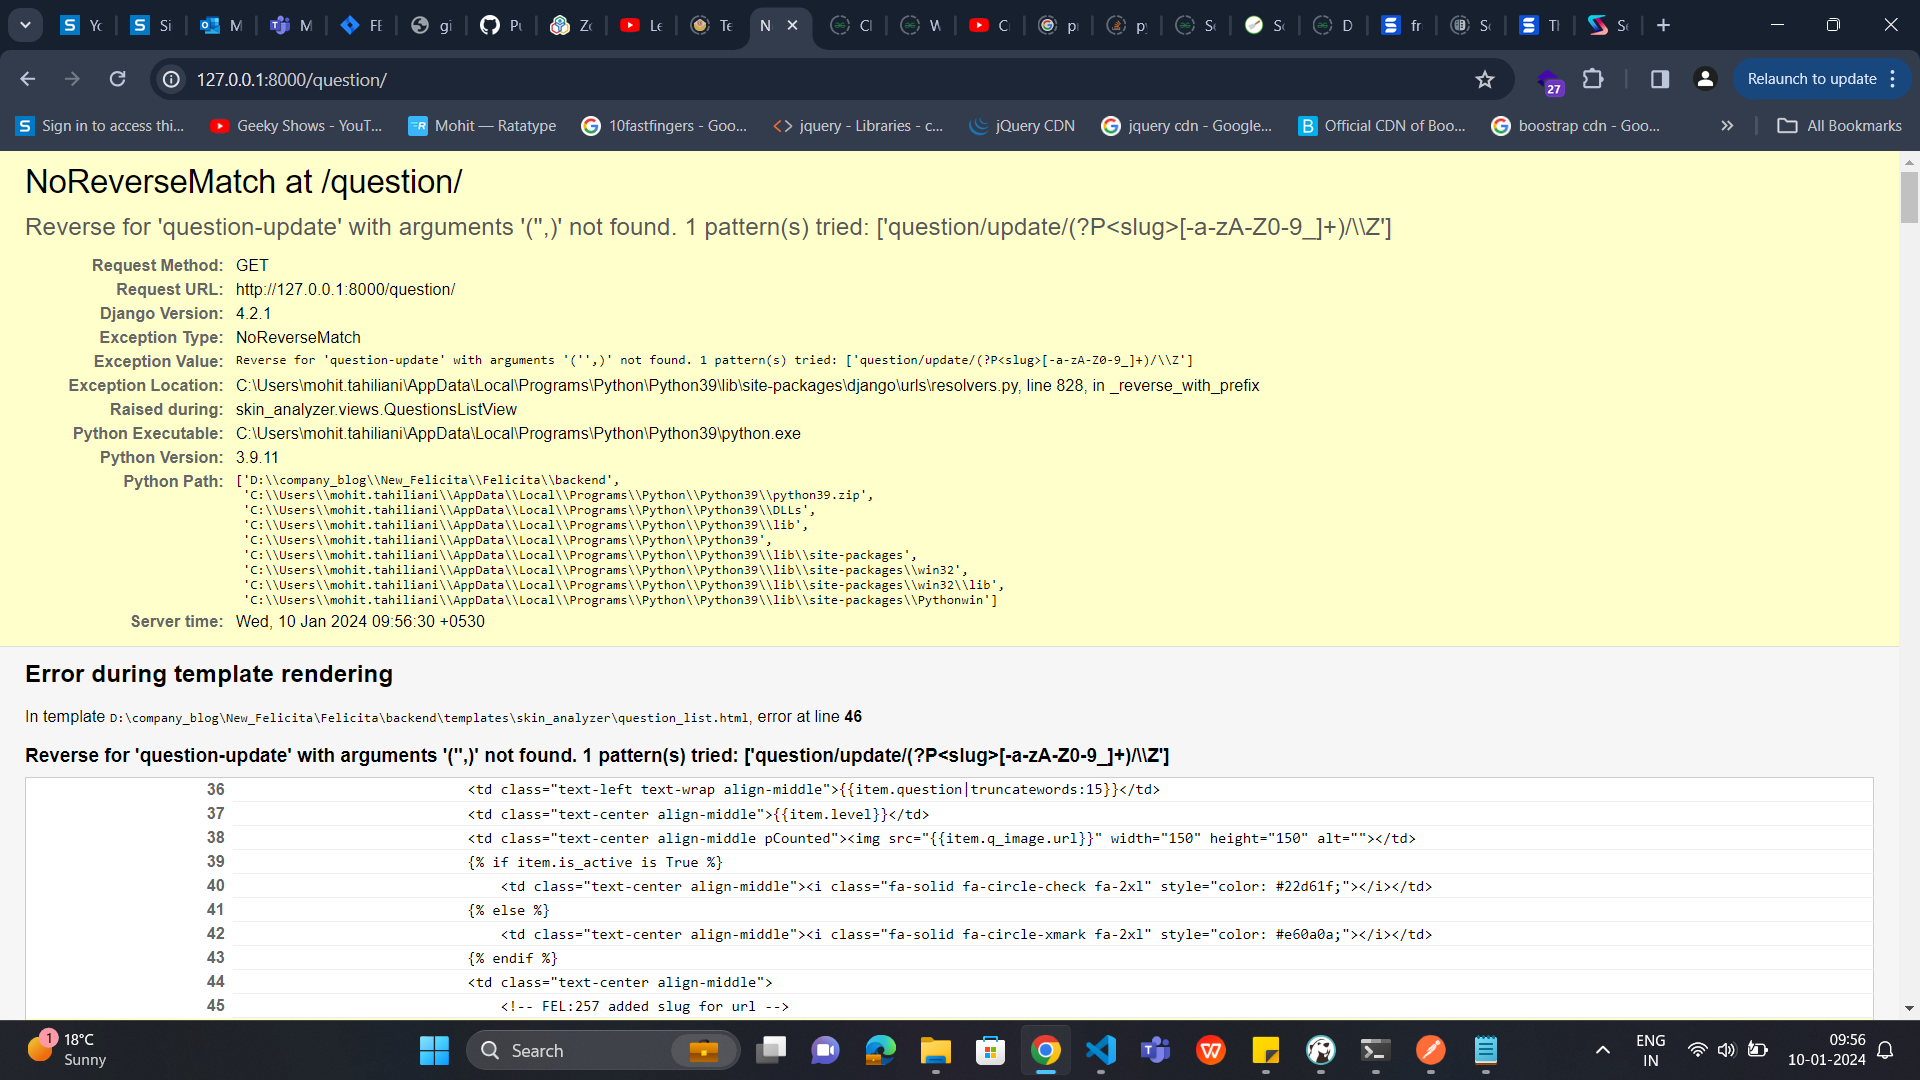 Yc
Si
M
M
FE
gi
Pu
Zc
Le
Te
N
Cl
W
Ci
p
p
Sc
Sc
D
fr
Sc
Tl
Se
127.0.0.1:8000/question/
27
Relaunch to update
Sign in to access thi...
Geeky Shows - YouT...
Mohit — Ratatype
10fastfingers - Goo...
jquery - Libraries - c...
jQuery CDN
jquery cdn - Google...
Official CDN of Boo...
boostrap cdn - Goo...
All Bookmarks
NoReverseMatch at /question/
Reverse for 'question-update' with arguments '('',)' not found. 1 pattern(s) tried: ['question/update/(?P<slug>[-a-zA-Z0-9_]+)/\\Z']
Request Method: GET
Request URL: http://127.0.0.1:8000/question/
Django Version: 4.2.1
Exception Type: NoReverseMatch
Exception Value: Reverse for 'question-update' with arguments '('',)' not found. 1 pattern(s) tried: ['question/update/(?P<slug>[-a-zA-Z0-9_]+)/\\Z']
Exception Location: C:\Users\mohit.tahiliani\AppData\Local\Programs\Python\Python39\lib\site-packages\django\urls\resolvers.py, line 828, in _reverse_with_prefix
Raised during: skin_analyzer.views.QuestionsListView
Python Executable: C:\Users\mohit.tahiliani\AppData\Local\Programs\Python\Python39\python.exe
Python Version: 3.9.11
Python Path: ['D:\\company_blog\\New_Felicita\\Felicita\\backend',
'C:\\Users\\mohit.tahiliani\\AppData\\Local\\Programs\\Python\\Python39\\python39.zip',
'C:\\Users\\mohit.tahiliani\\AppData\\Local\\Programs\\Python\\Python39\\DLLs',
'C:\\Users\\mohit.tahiliani\\AppData\\Local\\Programs\\Python\\Python39\\lib',
'C:\\Users\\mohit.tahiliani\\AppData\\Local\\Programs\\Python\\Python39',
'C:\\Users\\mohit.tahiliani\\AppData\\Local\\Programs\\Python\\Python39\\lib\\site-packages',
'C:\\Users\\mohit.tahiliani\\AppData\\Local\\Programs\\Python\\Python39\\lib\\site-packages\\win32',
'C:\\Users\\mohit.tahiliani\\AppData\\Local\\Programs\\Python\\Python39\\lib\\site-packages\\win32\\lib',
'C:\\Users\\mohit.tahiliani\\AppData\\Local\\Programs\\Python\\Python39\\lib\\site-packages\\Pythonwin']
Server time: Wed, 10 Jan 2024 09:56:30 +0530
Error during template rendering
In template D:\company_blog\New_Felicita\Felicita\backend\templates\skin_analyzer\question_list.html, error at line 46
Reverse for 'question-update' with arguments '('',)' not found. 1 pattern(s) tried: ['question/update/(?P<slug>[-a-zA-Z0-9_]+)/\\Z']
36 <td class="text-left text-wrap align-middle">{{item.question|truncatewords:15}}</td>
37 <td class="text-center align-middle">{{item.level}}</td>
38 <td class="text-center align-middle pCounted"><img src="{{item.q_image.url}}" width="150" height="150" alt=""></td>
39 {% if item.is_active is True %}
40 <td class="text-center align-middle"><i class="fa-solid fa-circle-check fa-2xl" style="color: #22d61f;"></i></td>
41 {% else %}
42 <td class="text-center align-middle"><i class="fa-solid fa-circle-xmark fa-2xl" style="color: #e60a0a;"></i></td>
43 {% endif %}
44 <td class="text-center align-middle">
45 <!-- FEL:257 added slug for url -->
1
18°C
Sunny
Search
ENG
IN
09:56
10-01-2024